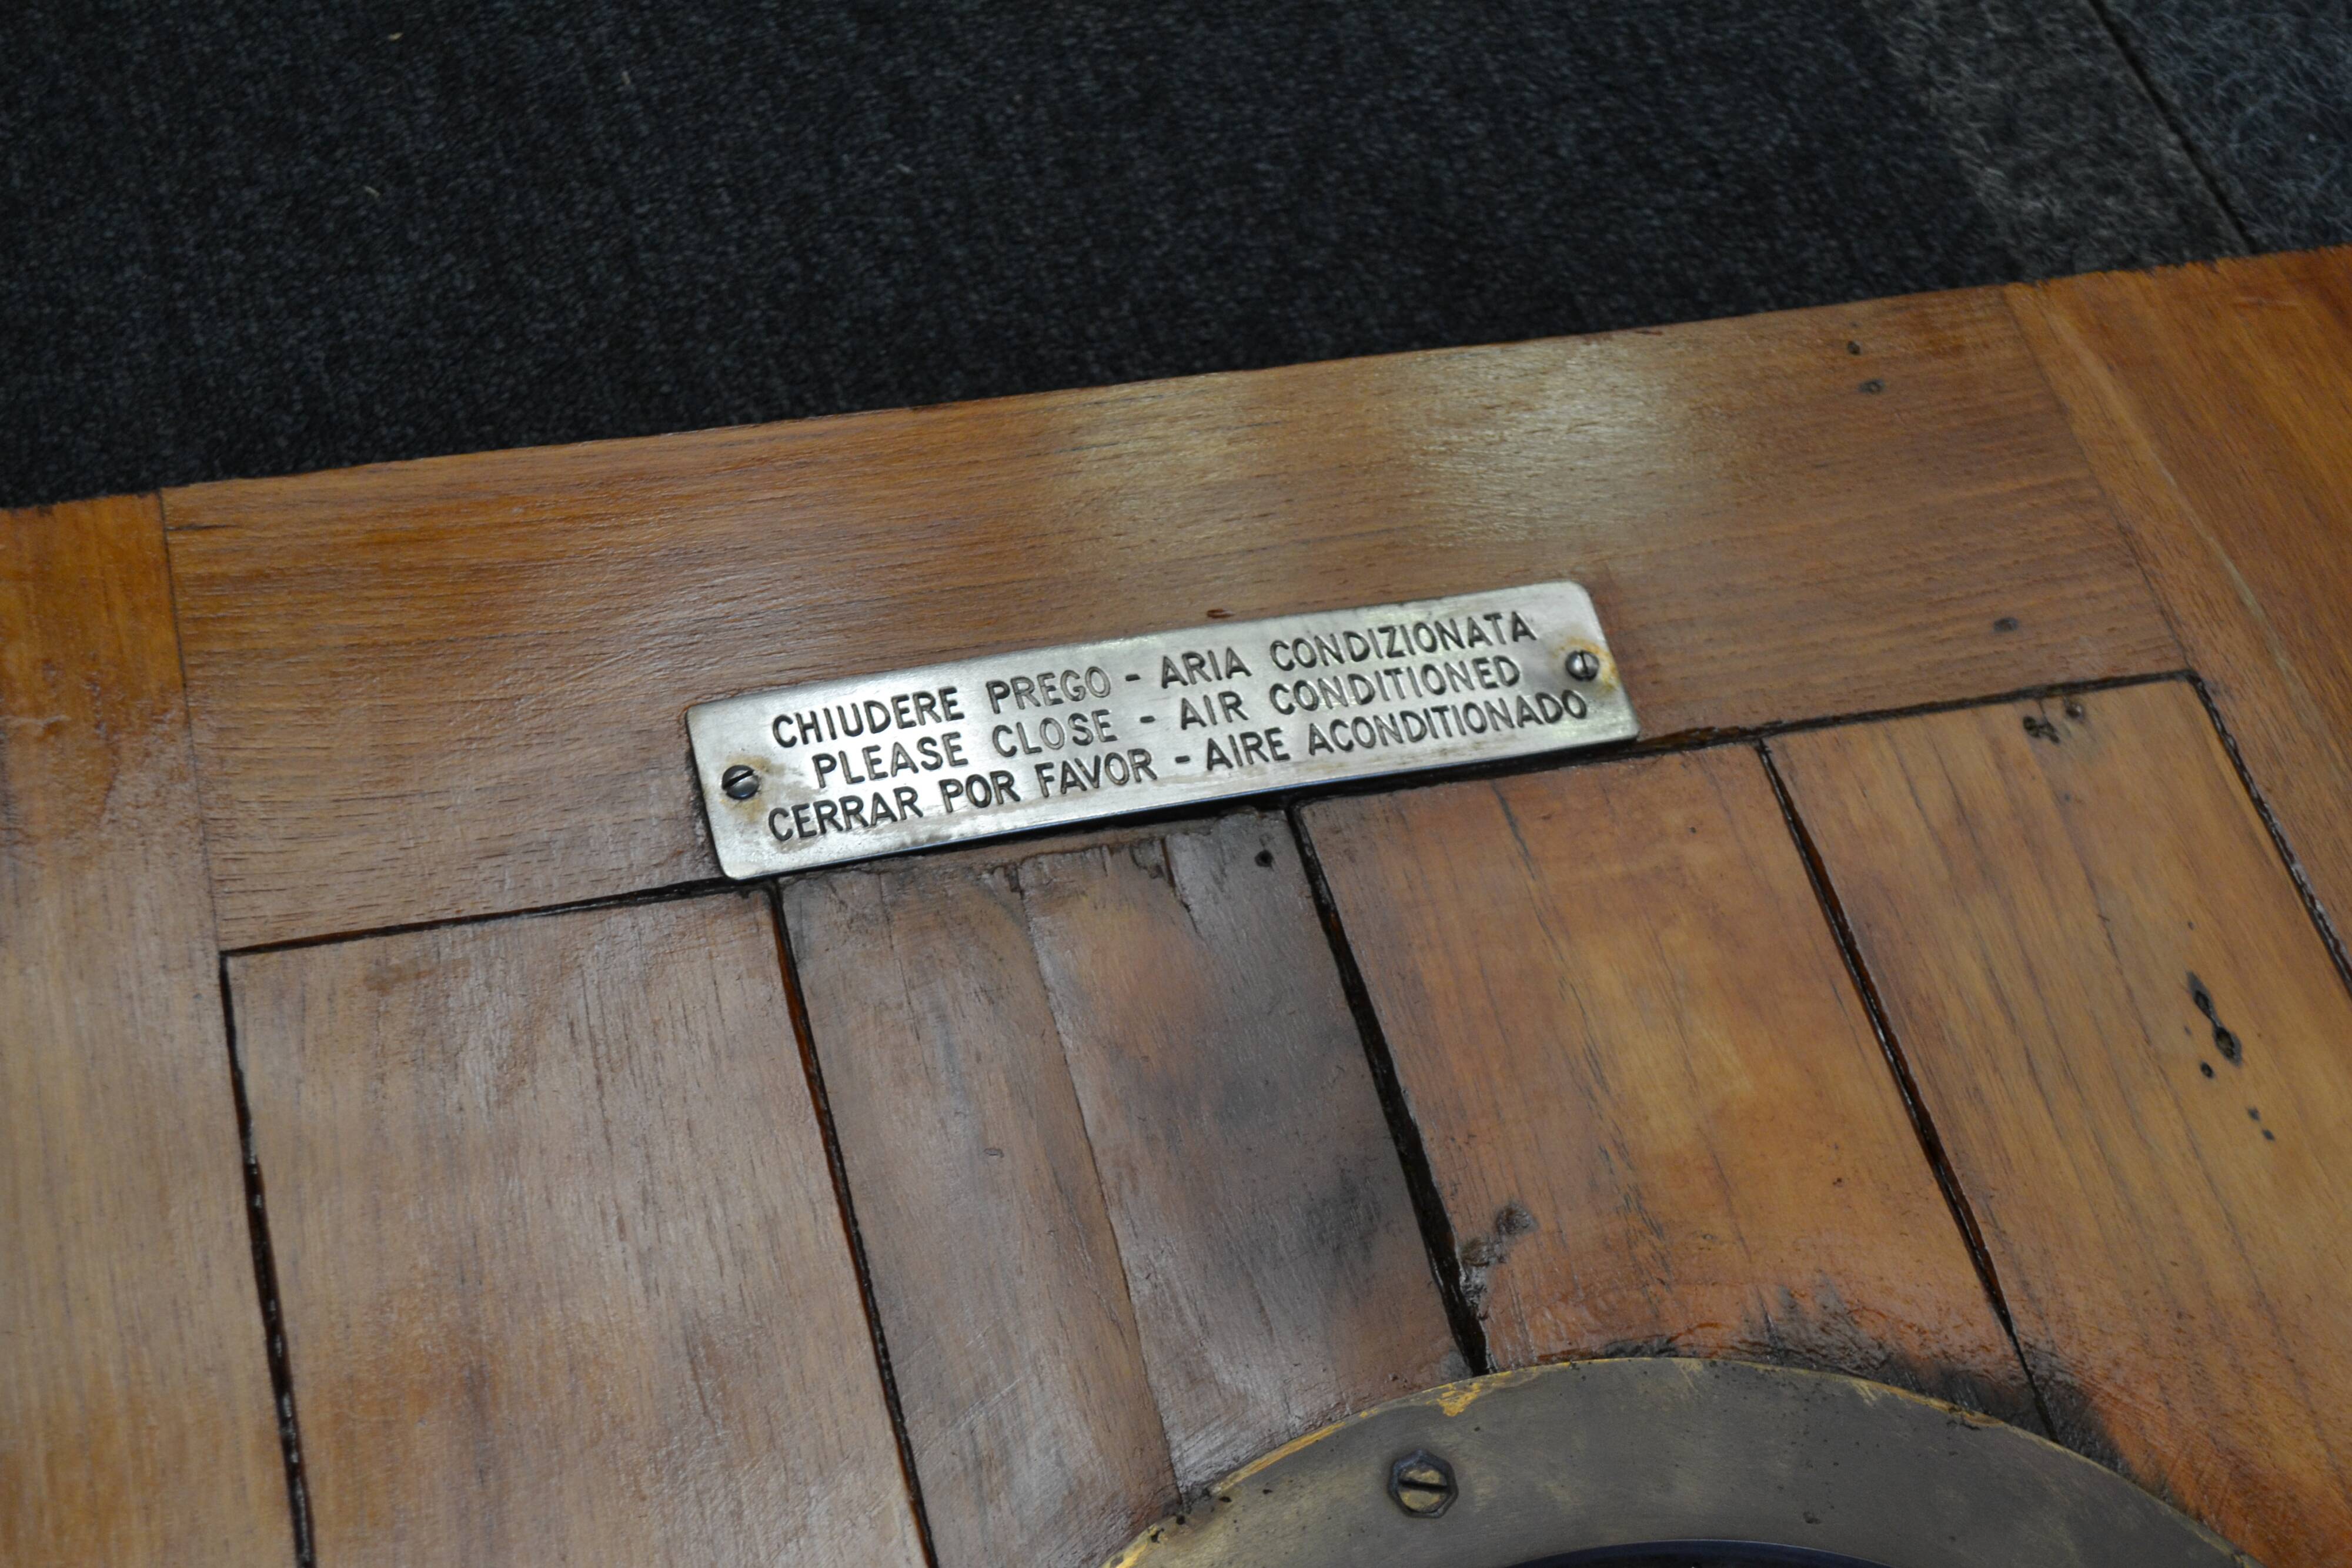 CHIUDERE PREGO - ARIA CONDIZIONATA
PLEASE CLOSE - AIR CONDITIONED
CERRAR POR FAVOR - AIRE ACONDITIONADO